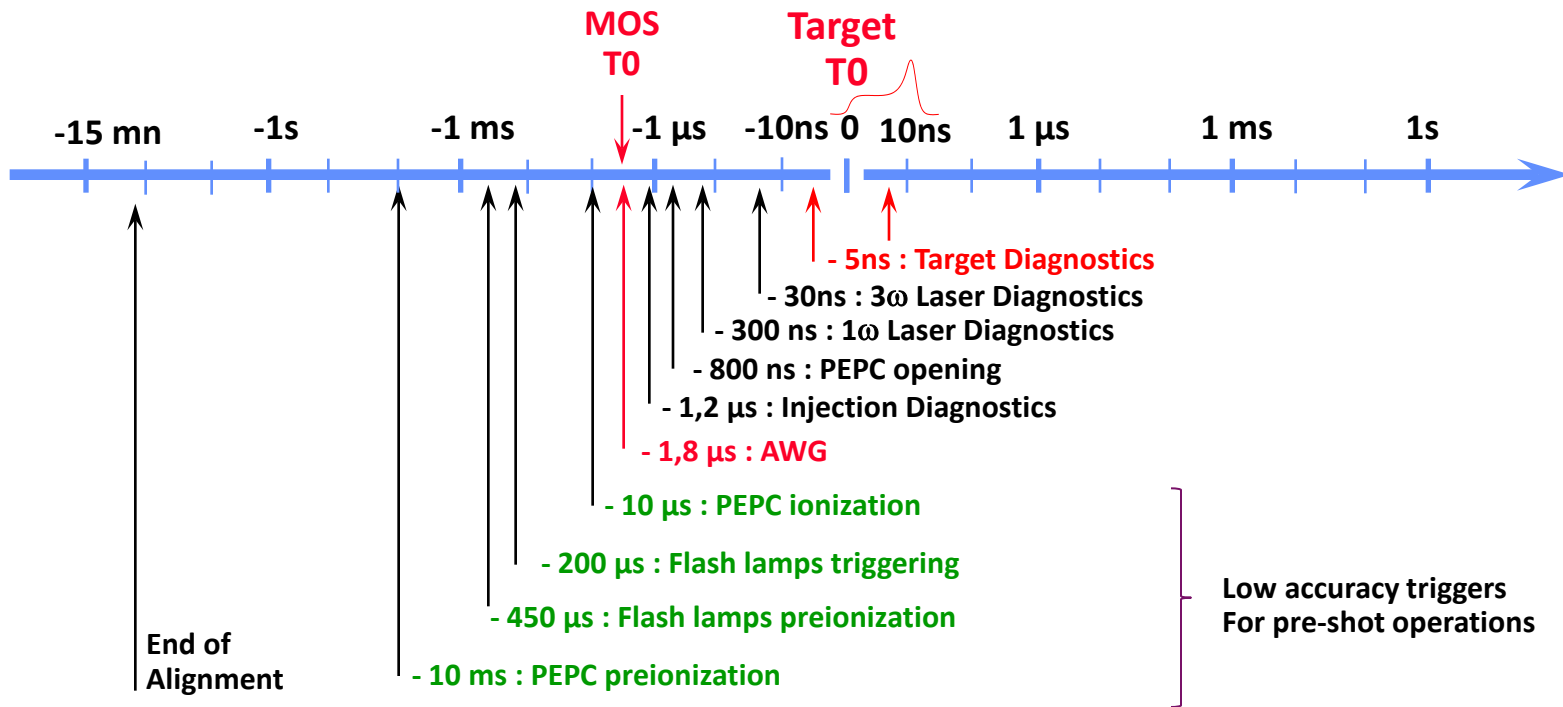 MOS
T0
Target
T0
-15 mn
-1s
-1 ms
-1 µs
-10ns
0
10ns
1 µs
1 ms
1s
- 5ns : Target Diagnostics
- 30ns : 3ω Laser Diagnostics
- 300 ns : 1ω Laser Diagnostics
- 800 ns : PEPC opening
- 1,2 µs : Injection Diagnostics
- 1,8 µs : AWG
- 10 µs : PEPC ionization
- 200 µs : Flash lamps triggering
- 450 µs : Flash lamps preionization
- 10 ms : PEPC preionization
End of
Alignment
Low accuracy triggers
For pre-shot operations